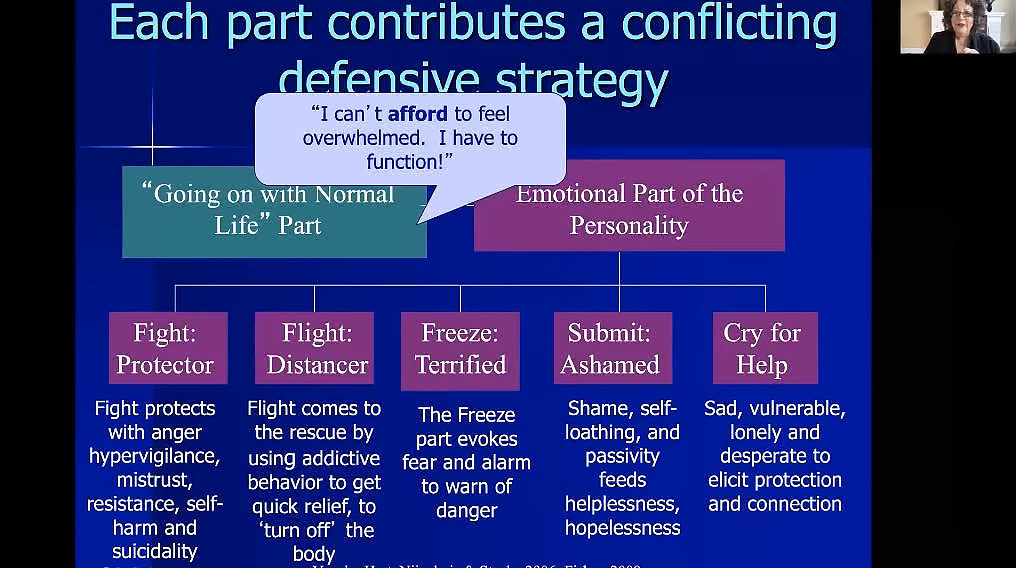 Each part contributes a conflicting
defensive strategy
“I can’t afford to feel
overwhelmed. I have to
function!”
“Going on with Normal
Life” Part
Emotional Part of the
Personality
Fight:
Protector
Flight:
Distancer
Freeze:
Terrified
Submit:
Ashamed
Cry for
Help
Fight protects
with anger
hypervigilance,
mistrust,
resistance, self-
harm and
suicidality
Flight comes to
the rescue by
using addictive
behavior to get
quick relief, to
‘turn off’ the
body
The Freeze
part evokes
fear and alarm
to warn of
danger
Shame, self-
loathing, and
passivity
feeds
helplessness,
hopelessness
Sad, vulnerable,
lonely and
desperate to
elicit protection
and connection